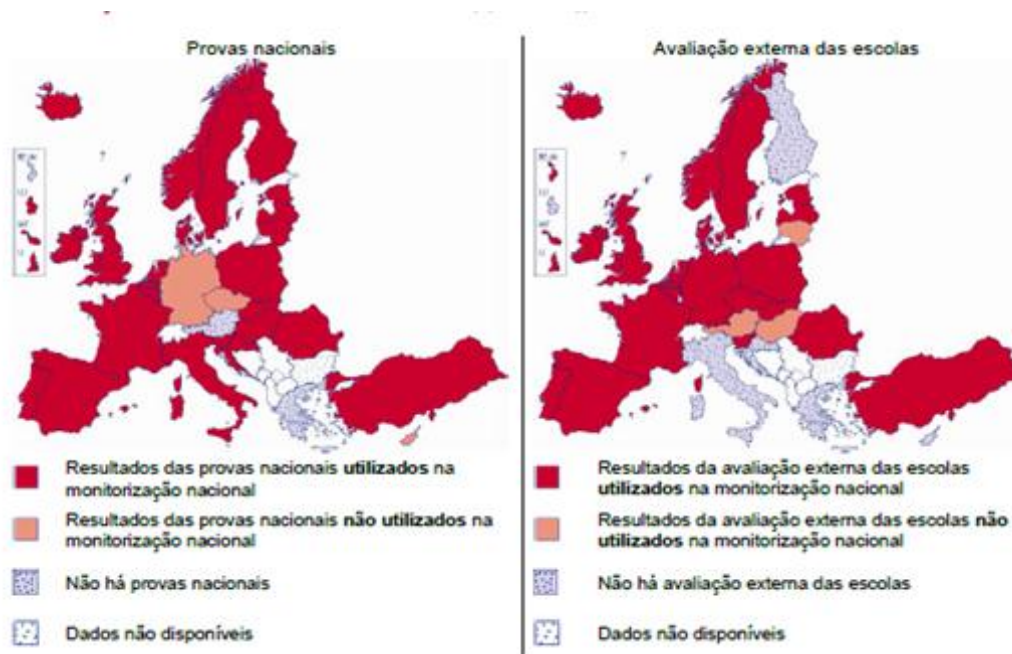 Provas nacionais
Resultados das provas nacionais utilizados na
monitorização nacional
Resultados das provas nacionais não utilizados na
monitorização nacional
Não há provas nacionais
Dados não disponíveis
Avaliação externa das escolas
Resultados da avaliação externa das escolas
utilizados na monitorização nacional
Resultados da avaliação externa das escolas não
utilizados na monitorização nacional
Não há avaliação externa das escolas
Dados não disponíveis